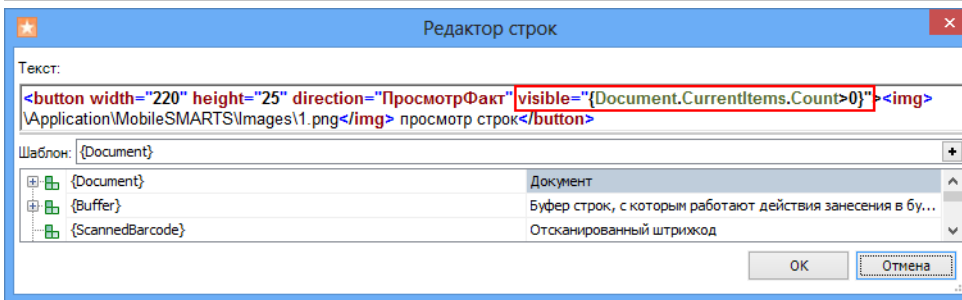 Редактор строк
Текст:
<button width="220" height="25" direction="ПросмотрФакт" visible="{Document.CurrentItems.Count>0}"><img>
\Application\MobileSMARTS\Images\1.png</img> просмотр строк</button>
Шаблон: {Document}
{Document} Документ
{Buffer} Буфер строк, с которым работают действия занесения в бу...
{ScannedBarcode} Отсканированный штрихкод
OK Отмена